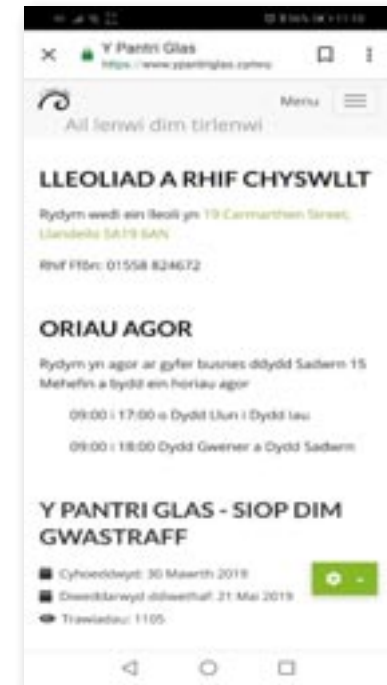 Y Pantri Glas
https://www.ypantriglas.cymru
Menu
Ail lenwi dim tirlenwi
LLEOLIAD A RHIF CHYSWLLT
Rydym wedi ein lleoli yn 19 Carmarthen Street,
Llandeilo SA19 6AN
Rhif Ffôn: 01558 824672
ORIAU AGOR
Rydym yn agor ar gyfer busnes ddydd Sadwrn 15
Mehefin a bydd ein horiau agor
09:00 i 17:00 o Dydd Llun i Dydd Iau
09:00 i 18:00 Dydd Gwener a Dydd Sadwrn
Y PANTRI GLAS - SIOP DIM
GWASTRAFF
Cyhoeddwyd: 30 Mawrth 2019
Diweddarwyd ddiwethaf: 21 Mai 2019
Trawiadau: 1105